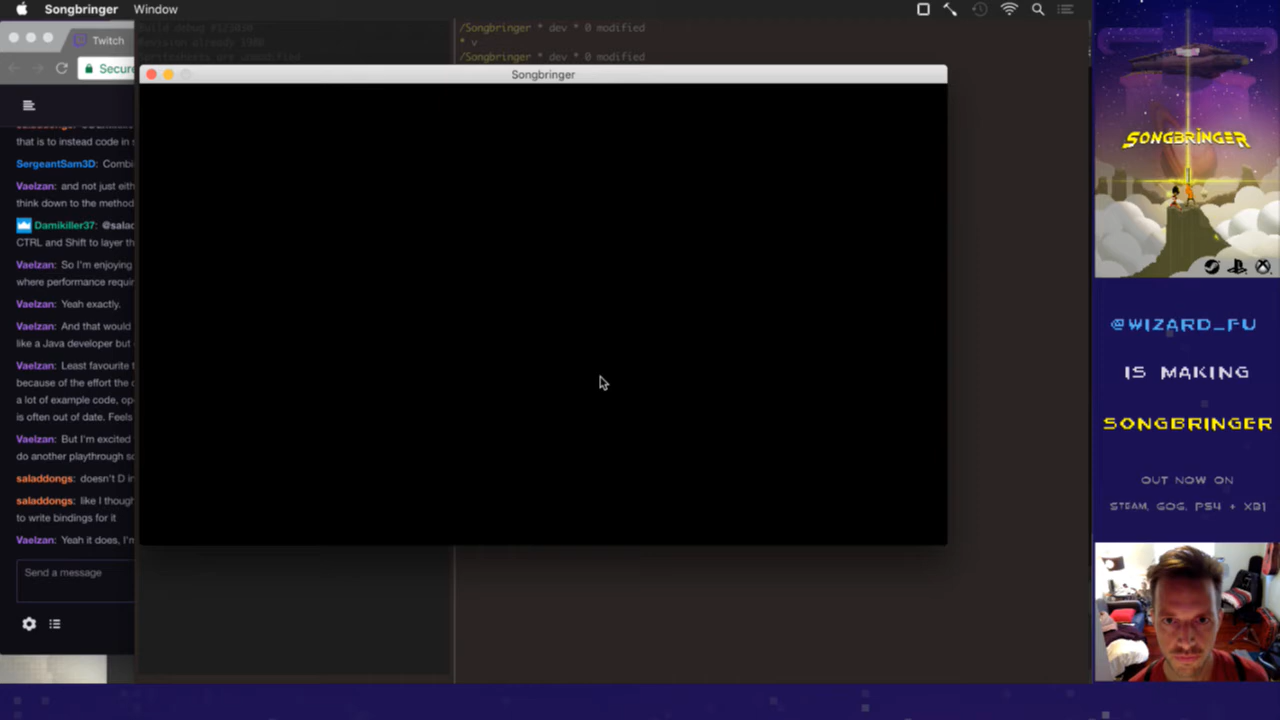 Songbringer Window
/Songbringer * dev * 0 modified
* v
/Songbringer * dev * 0 modified
Twitch
Secure
Songbringer
that is to instead code in
SergeantSam3D: Combi
Vaelzan: and not just eith
think down to the method
Damikiller37: @salad
CTRL and Shift to layer th
Vaelzan: So I'm enjoying
where performance requir
Vaelzan: Yeah exactly.
Vaelzan: And that would
like a Java developer but
Vaelzan: Least favourite
because of the effort the
a lot of example code, op
is often out of date. Feels
Vaelzan: But I'm excited
do another playthrough so
saladdongs: doesn't D in
saladdongs: like I though
to write bindings for it
Vaelzan: Yeah it does, I'm
Send a message
SONGBRINGER
@WIZARD_FU
IS MAKING
SONGBRINGER
OUT NOW ON
STEAM, GOG, PS4 + XB1